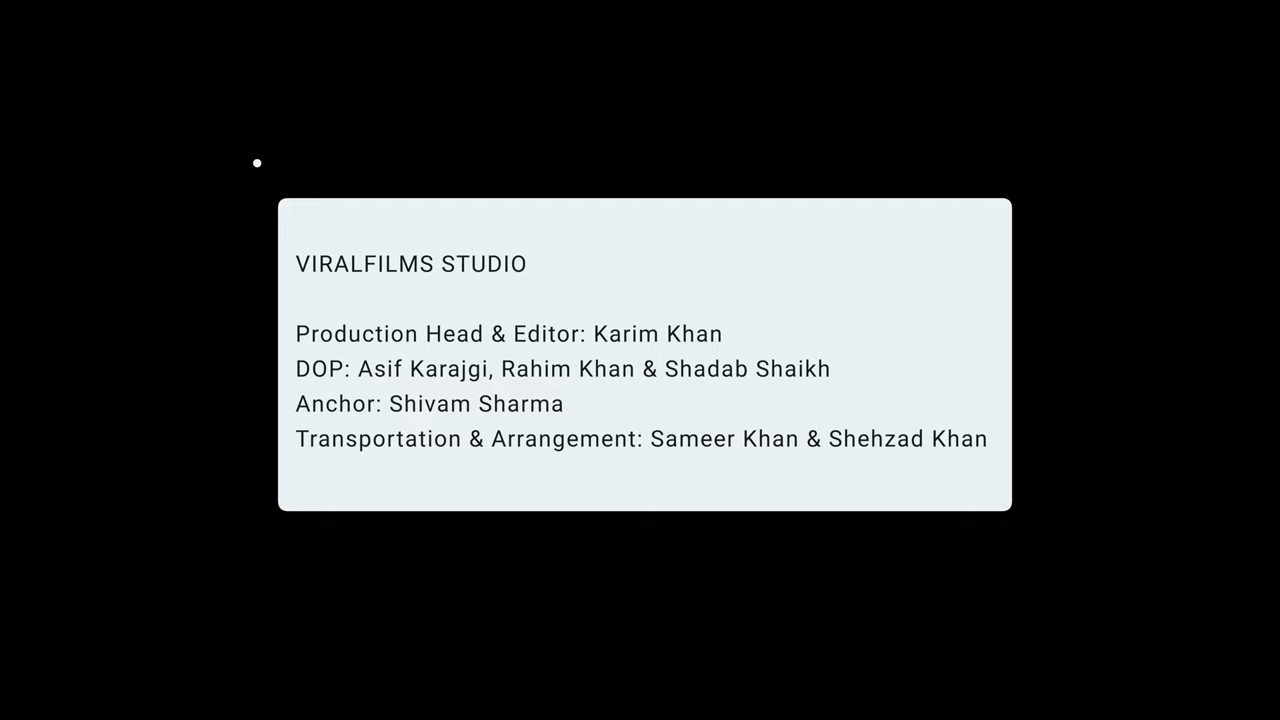 VIRALFILMS STUDIO
Production Head & Editor: Karim Khan
DOP: Asif Karajgi, Rahim Khan & Shadab Shaikh
Anchor: Shivam Sharma
Transportation & Arrangement: Sameer Khan & Shehzad Khan